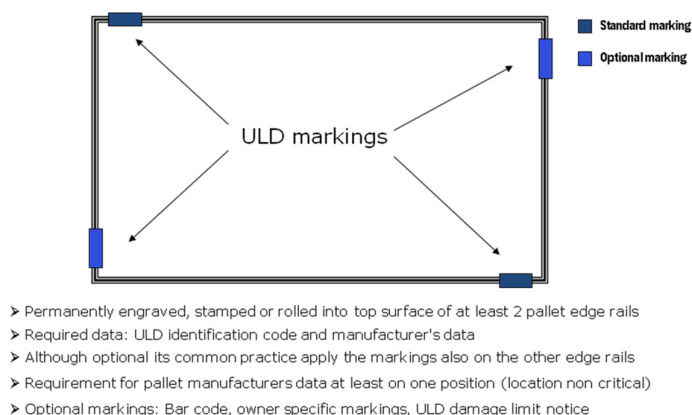 Standard marking
Optional marking
ULD markings
➢ Permanently engraved, stamped or rolled into top surface of at least 2 pallet edge rails
➢ Required data: ULD identification code and manufacturer's data
➢ Although optional its common practice apply the markings also on the other edge rails
➢ Requirement for pallet manufacturers data at least on one position (location non critical)
➢ Optional markings: Bar code, owner specific markings, ULD damage limit notice